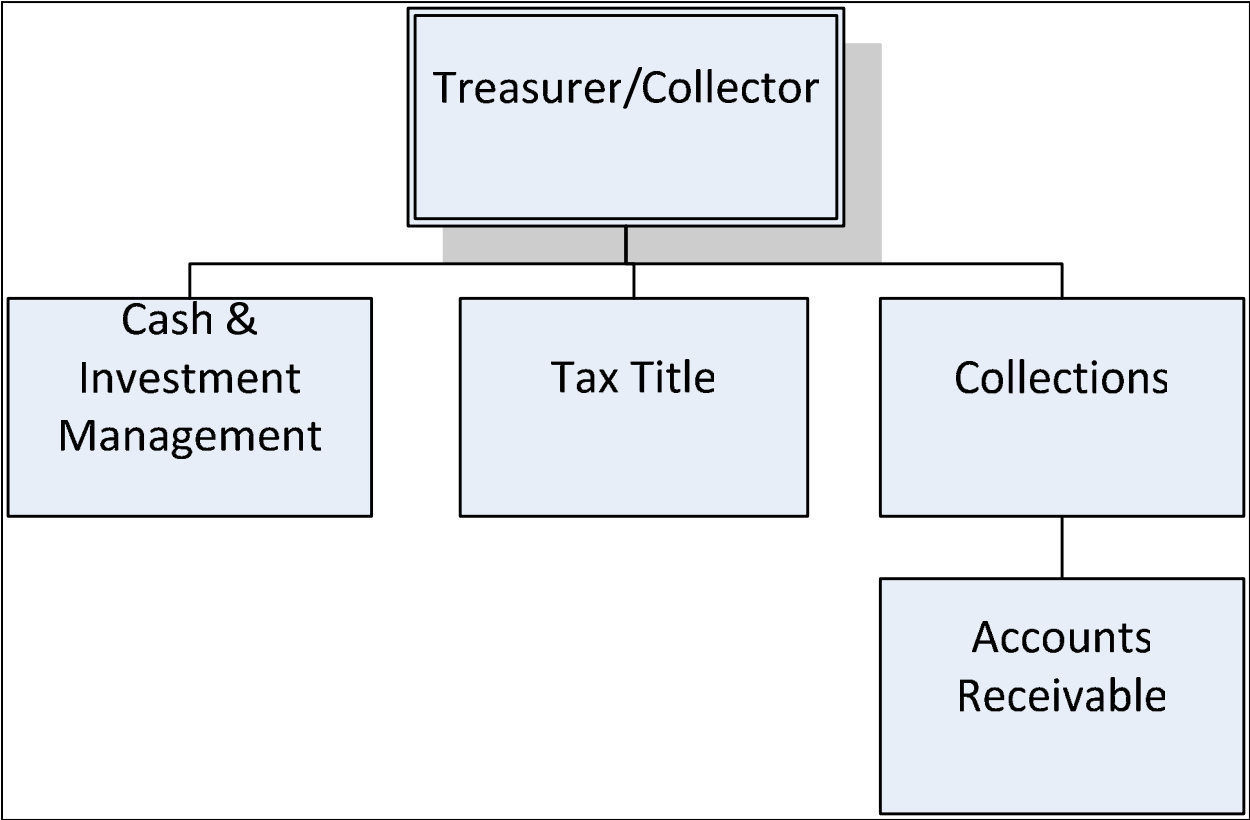 Treasurer/Collector
Cash &
Investment
Management
Tax Title
Collections
Accounts
Receivable